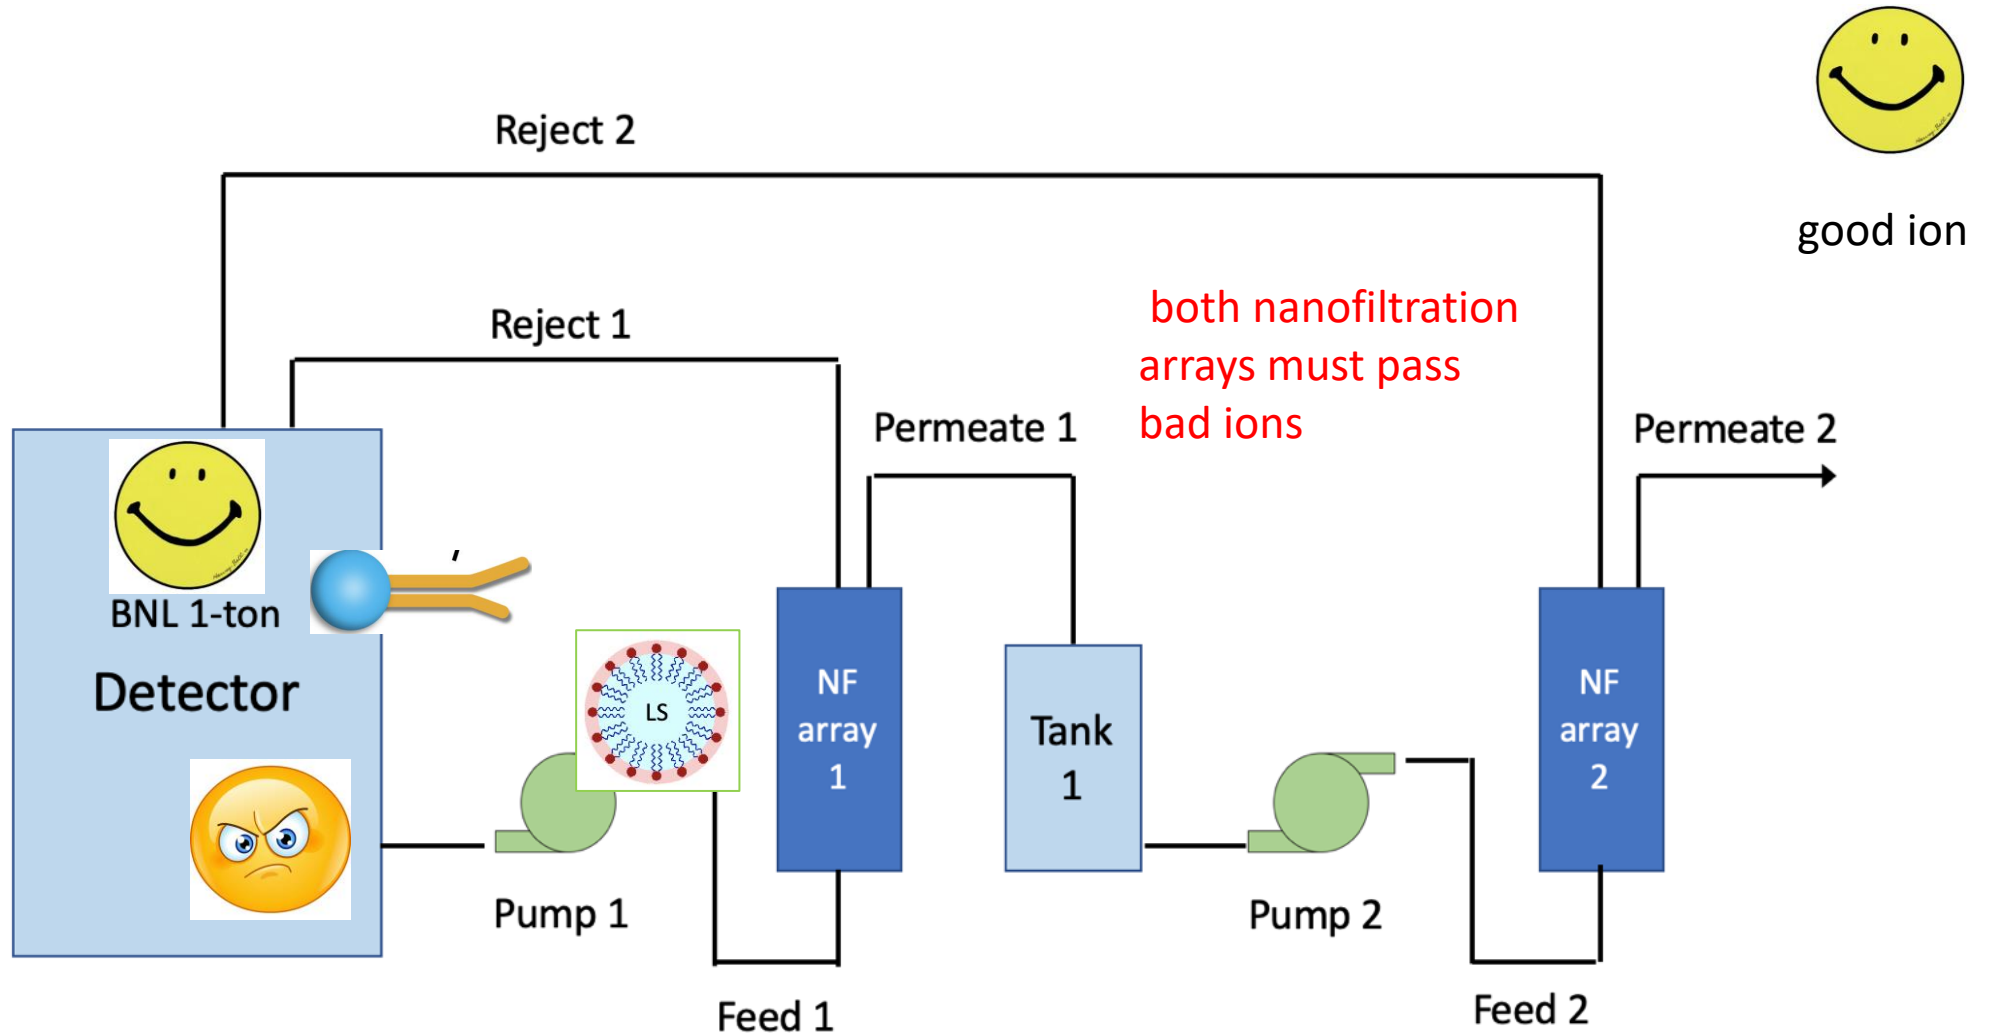 Reject 2
good ion
Reject 1
both nanofiltration
arrays must pass
bad ions
Permeate 1
Permeate 2
BNL 1-ton
,
Detector
LS
NF
array
1
Tank
1
NF
array
2
Pump 1
Pump 2
Feed 1
Feed 2